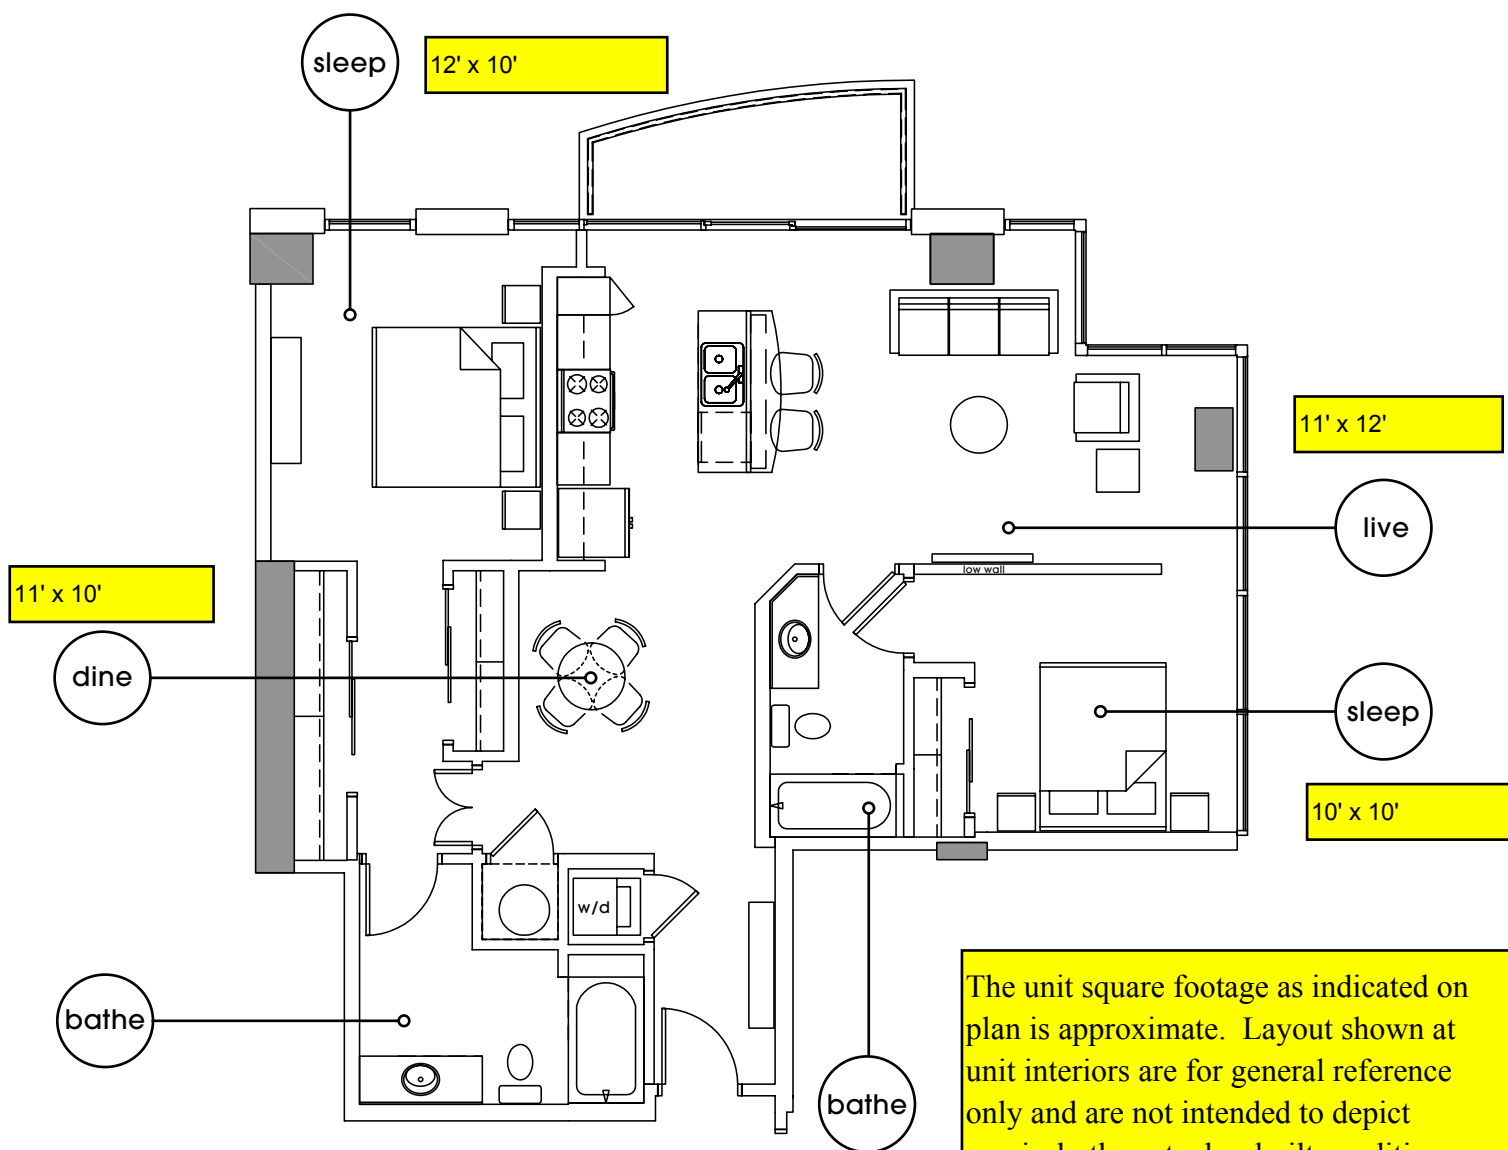 sleep
12' x 10'
11' x 12'
live
low wall
11' x 10'
dine
sleep
10' x 10'
w/d
bathe
bathe
The unit square footage as indicated on
plan is approximate. Layout shown at
unit interiors are for general reference
only and are not intended to depict